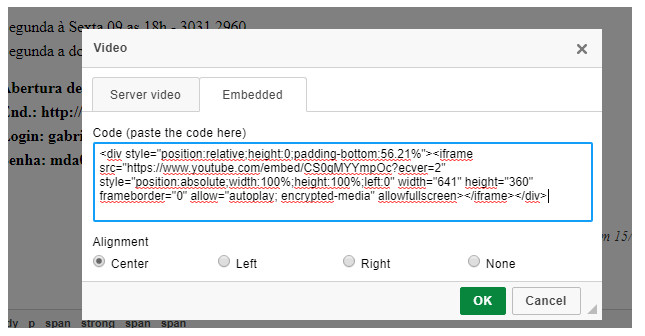 egunda à Sexta 09 as 18h - 3031 2960
Video
egunda a do
Server video
Embedded
Abertura de
End.: http:/
Login: gabri
enha: mda
Code (paste the code here)
<div style="position:relative;height:0;padding-bottom:56.21%"><iframe
src="https://www.youtube.com/embed/CS0qMYYmpOc?ecver=2"
style="position:absolute;width:100%;height:100%;left:0" width="641" height="360"
frameborder="0" allow="autoplay; encrypted-media" allowfullscreen></iframe></div>
m 15/
Alignment
Center
Left
Right
None
OK
Cancel
dy p span strong span span